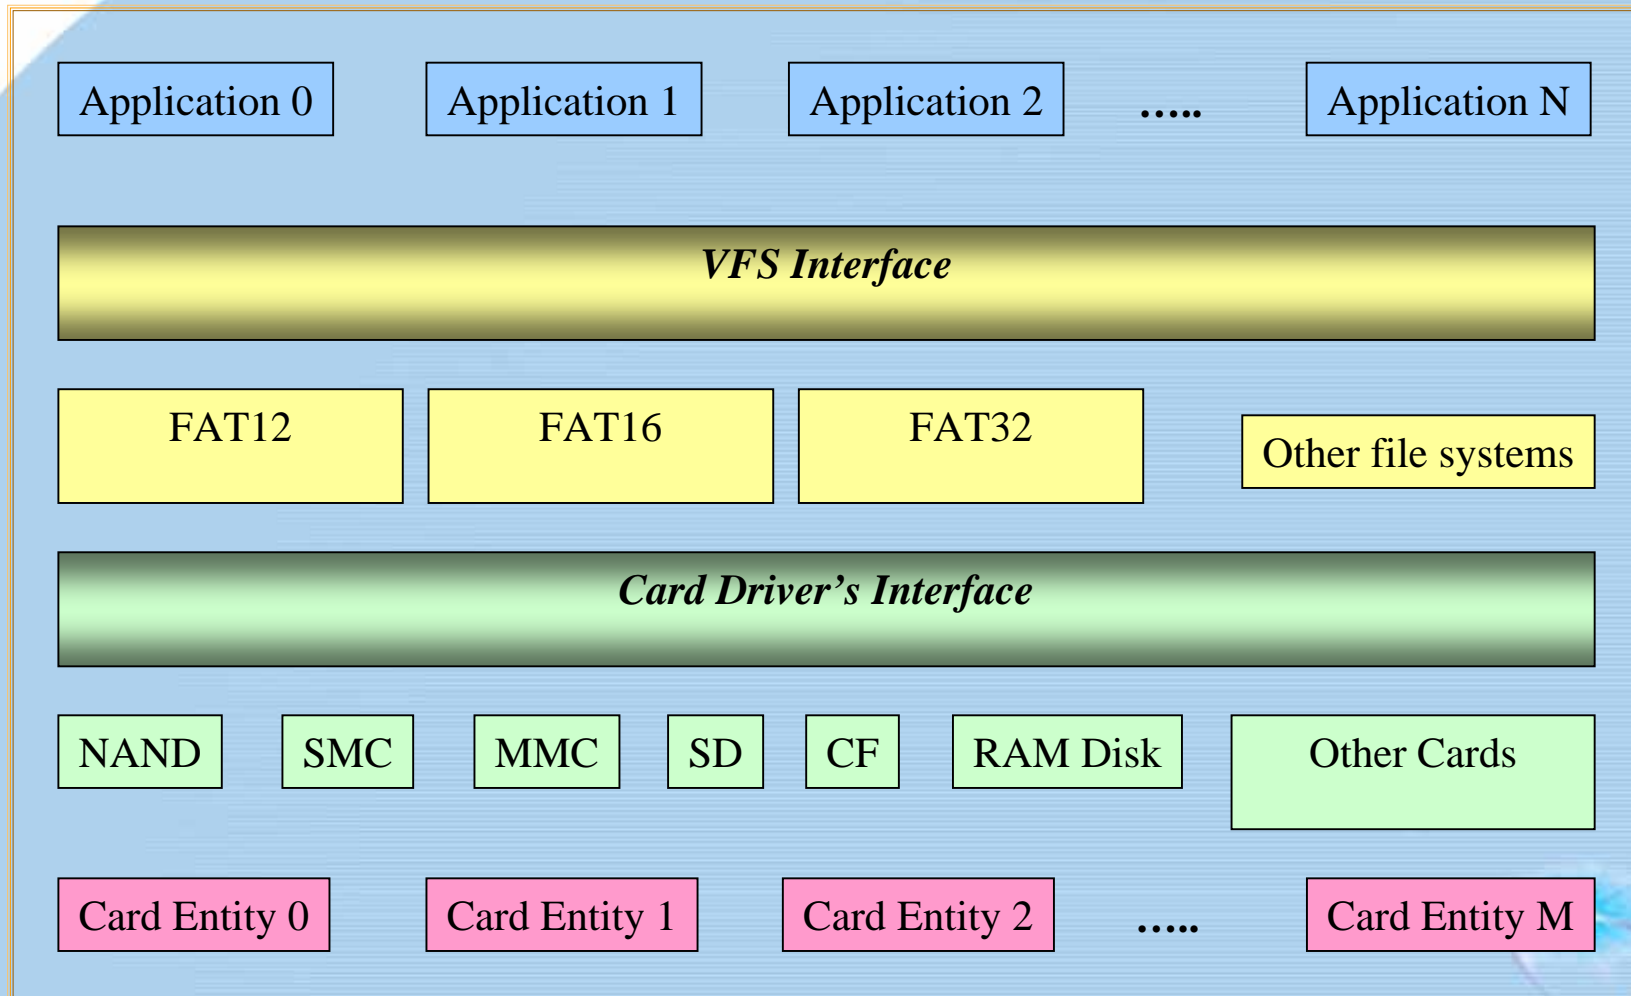 Application 0
Application 1
Application 2
.....
Application N
VFS Interface
FAT12
FAT16
FAT32
Other file systems
Card Driver’s Interface
NAND
SMC
MMC
SD
CF
RAM Disk
Other Cards
Card Entity 0
Card Entity 1
Card Entity 2
.....
Card Entity M